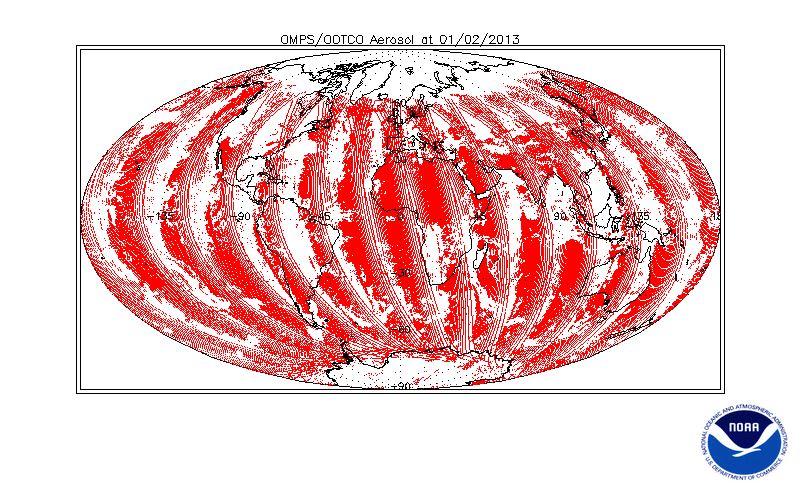 OMPS/OOTCO Aerosol at 01/02/2013
-135 -90 -45 0 45 90 135 18
-60
+90
NOAA
NATIONAL OCEANIC AND ATMOSPHERIC ADMINISTRATION
U.S. DEPARTMENT OF COMMERCE